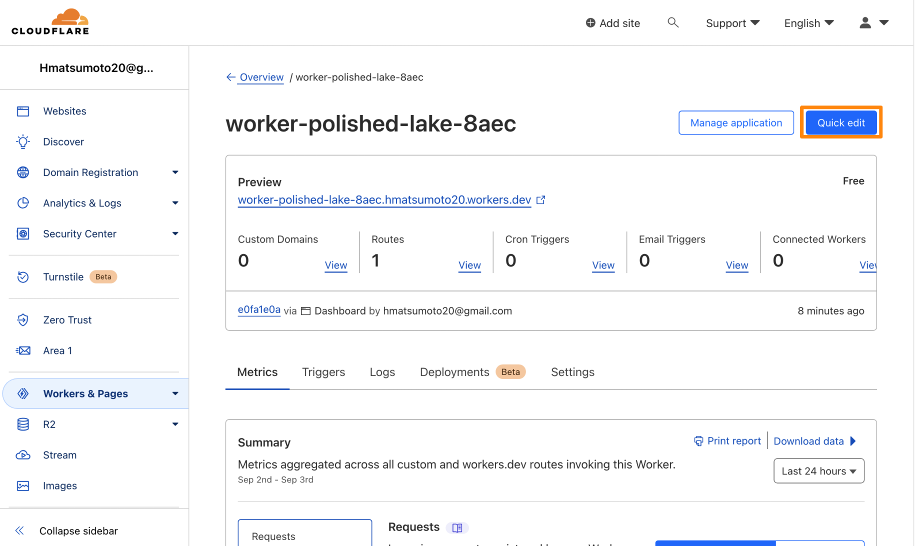 CLOUDFLARE
Add site
Support
English
Hmatsumoto20@g...
Websites
Discover
Domain Registration
Analytics & Logs
Security Center
Turnstile Beta
Zero Trust
Area 1
Workers & Pages
R2
Stream
Images
Collapse sidebar
← Overview / worker-polished-lake-8aec
worker-polished-lake-8aec
Manage application
Quick edit
Preview
Free
worker-polished-lake-8aec.hmatsumoto20.workers.dev
Custom Domains
0
View
Routes
1
View
Cron Triggers
0
View
Email Triggers
0
View
Connected Workers
0
View
e0fa1e0a via Dashboard by hmatsumoto20@gmail.com
8 minutes ago
Metrics
Triggers
Logs
Deployments Beta
Settings
Summary
Print report
Download data
Metrics aggregated across all custom and workers.dev routes invoking this Worker.
Sep 2nd - Sep 3rd
Last 24 hours
Requests
Requests